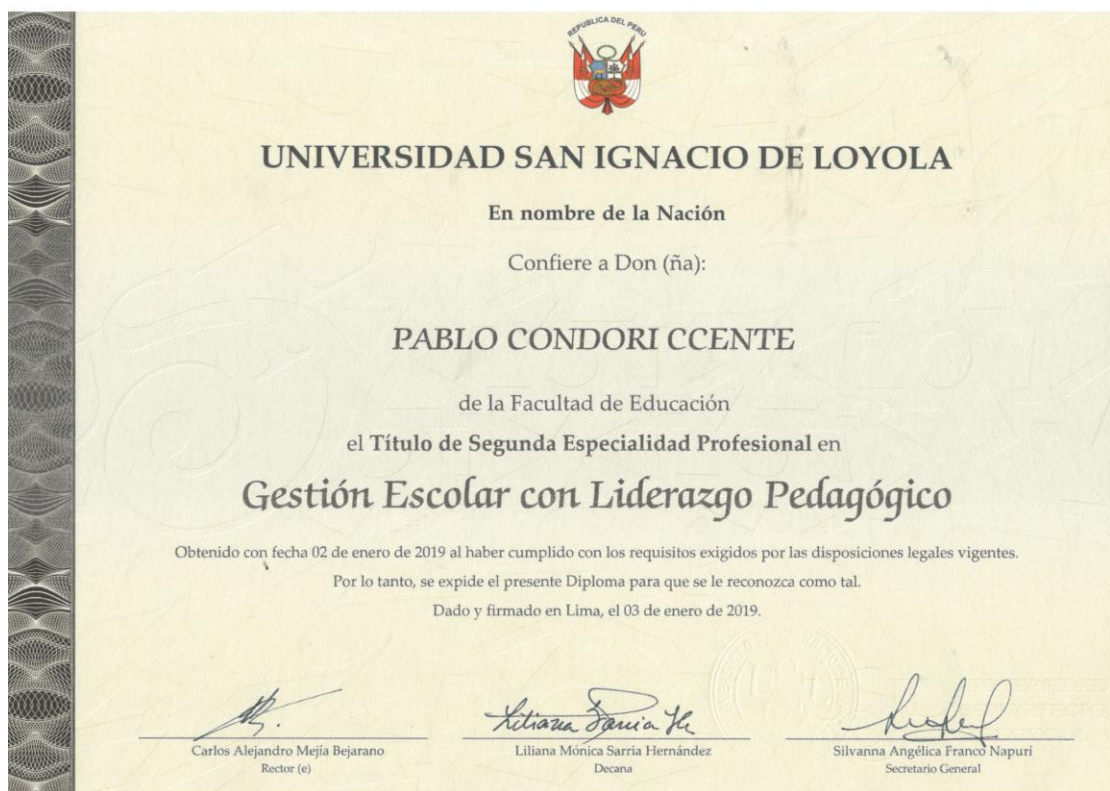 REPUBLICA DEL PERU
UNIVERSIDAD SAN IGNACIO DE LOYOLA
En nombre de la Nación
Confiere a Don (ña):
PABLO CONDORI CCENTE
de la Facultad de Educación
el Título de Segunda Especialidad Profesional en
Gestión Escolar con Liderazgo Pedagógico
Obtenido con fecha 02 de enero de 2019 al haber cumplido con los requisitos exigidos por las disposiciones legales vigentes.
Por lo tanto, se expide el presente Diploma para que se le reconozca como tal.
Dado y firmado en Lima, el 03 de enero de 2019.
Liliana Sarria He
Carlos Alejandro Mejía Bejarano
Rector (e)
Liliana Mónica Sarria Hernández
Decana
Silvanna Angélica Franco Napurí
Secretario General